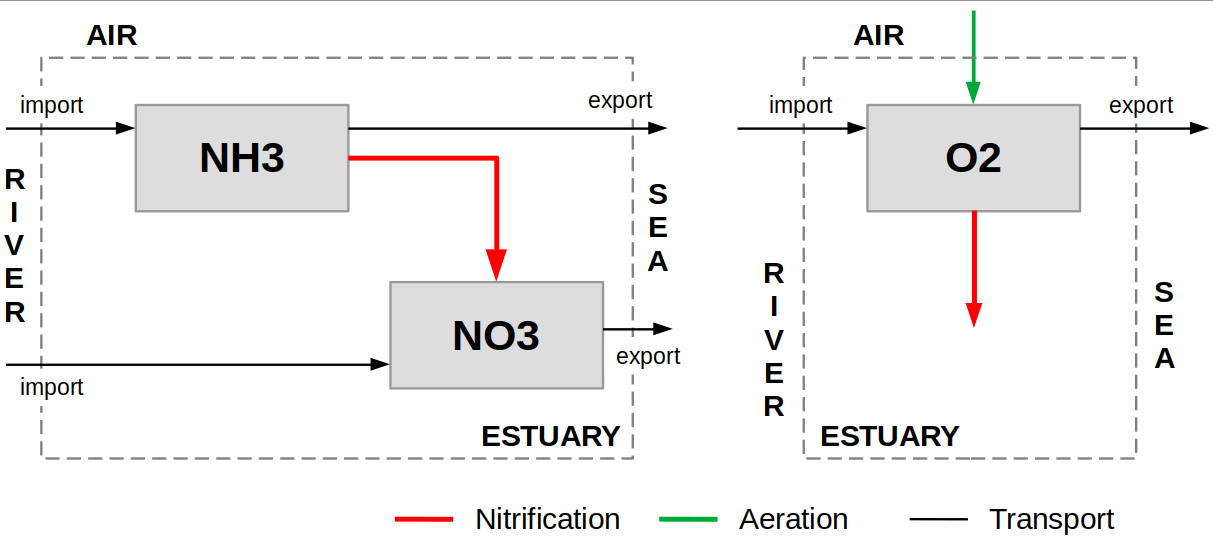 AIR
import
export
NH3
RIVER
SEA
NO3
import
export
ESTUARY
AIR
import
export
O2
RIVER
SEA
ESTUARY
Nitrification
Aeration
Transport